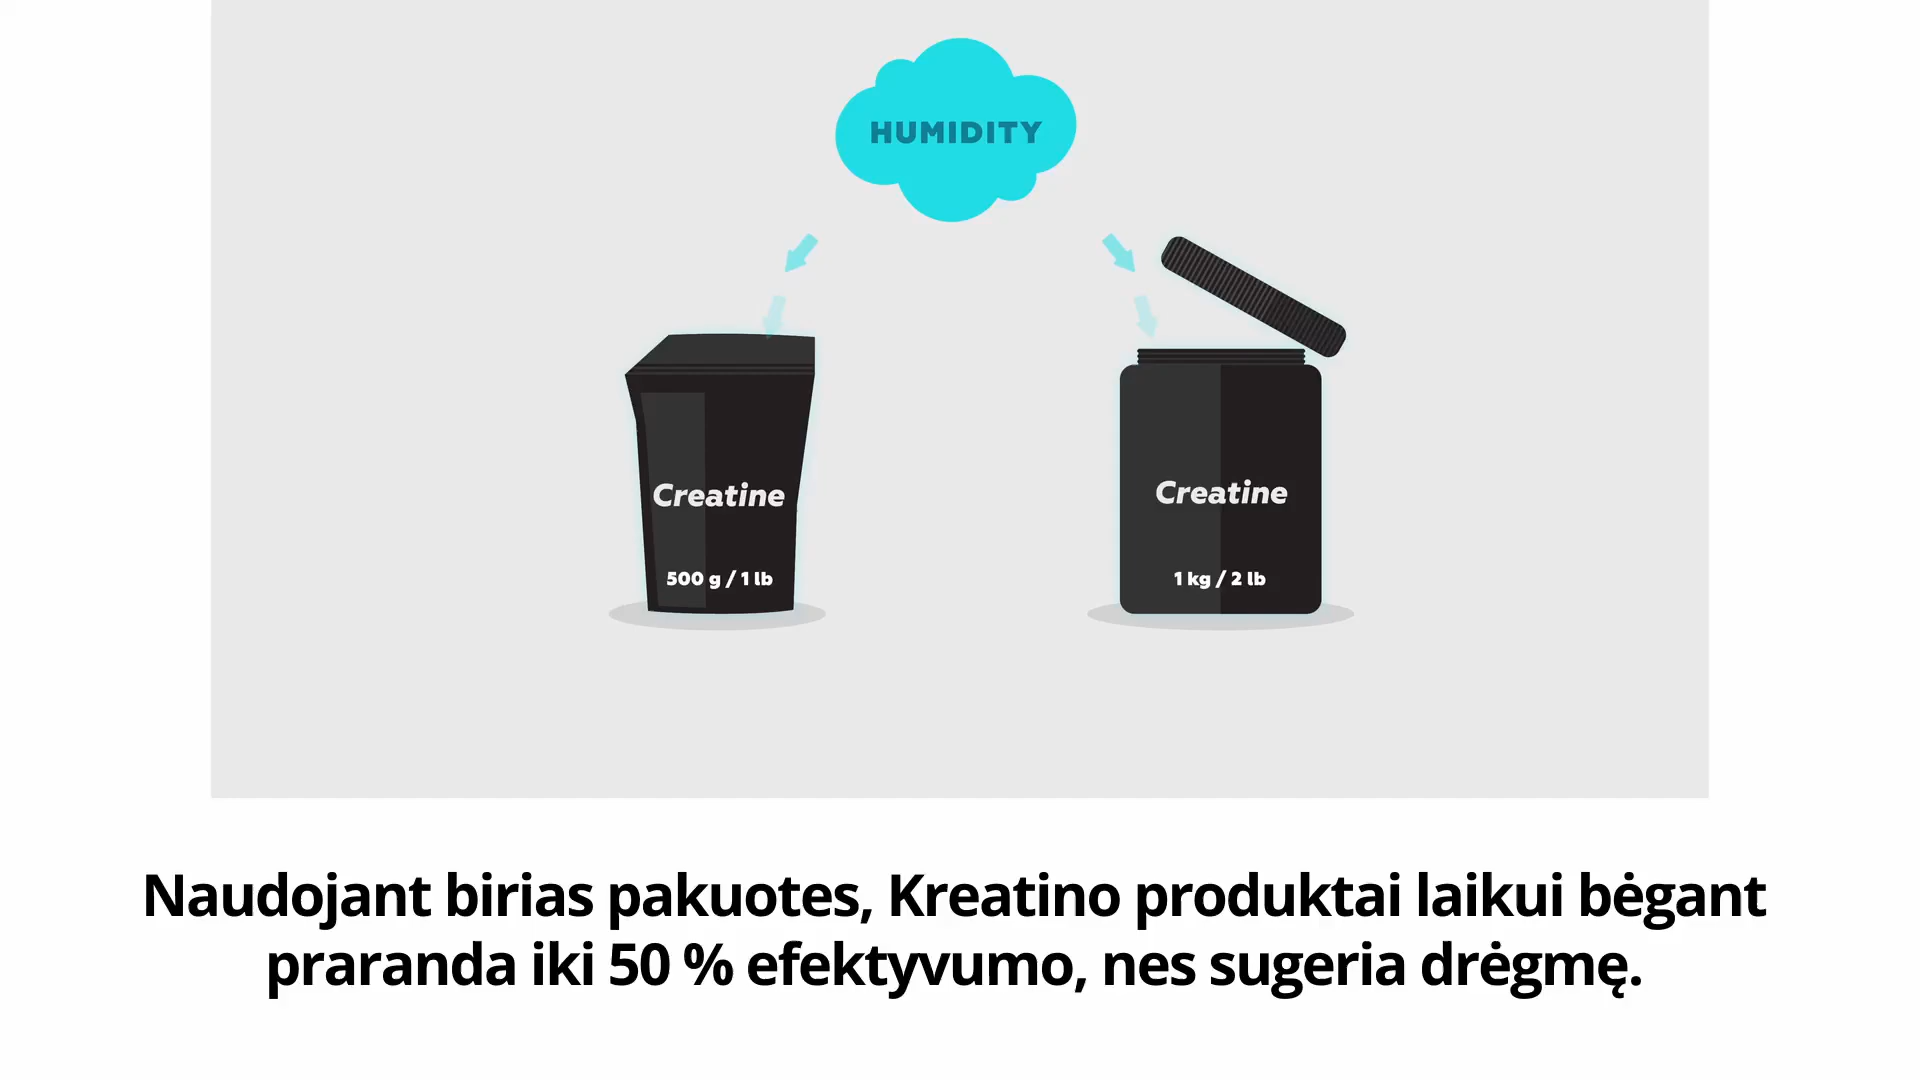 HUMIDITY
Creatine
500 g / 1 lb
Creatine
1 kg / 2 lb
Naudojant birias pakuotes, Kreatino produktai laikui bėgant
praranda iki 50 % efektyvumo, nes sugeria drėgmę.